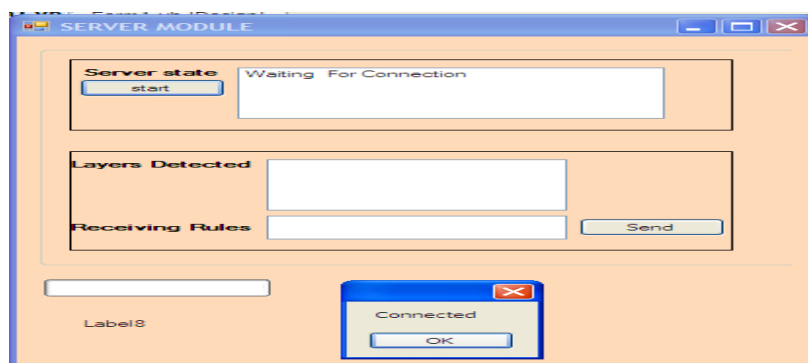 SERVER MODULE
Server state
start
Waiting For Connection
Layers Detected
Receiving Rules
Send
Label8
Connected
OK